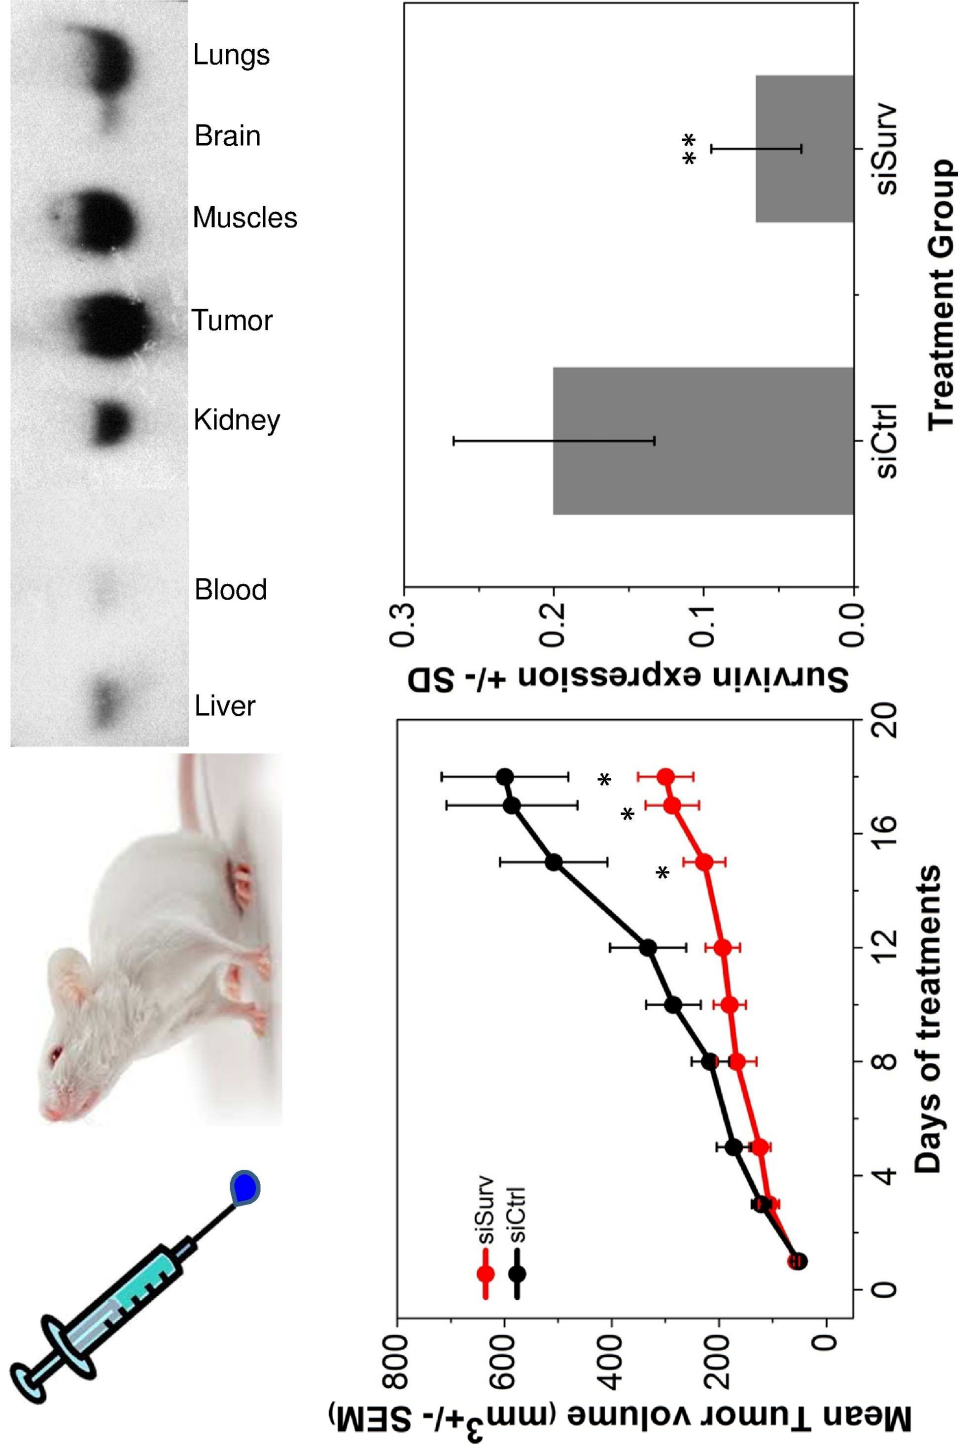 Lungs
Brain
Muscles
Tumor
Kidney
Blood
Liver
Mean Tumor volume (mm3+/- SEM)
800
600
400
200
0
siSurv
siCtrl
*
*
*
0
4
8
12
16
20
Days of treatments
Survivin expression +/- SD
0.3
0.2
0.1
0.0
**
siCtrl
siSurv
Treatment Group